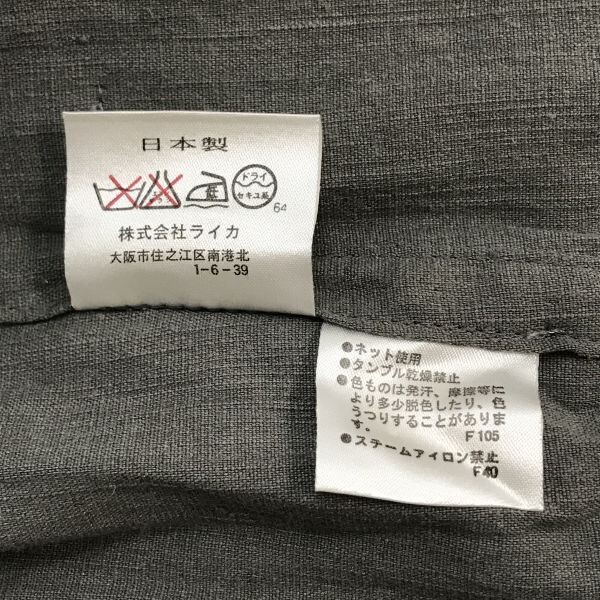 日本製
ドライ
セキユ系
64
株式会社ライカ
大阪市住之江区南港北
1-6-39
●ネット使用
●タンブル乾燥禁止
●色ものは発汗、摩擦等に
より多少脱色したり、色
うつりすることがありま
す。 F105
●スチームアイロン禁止
F40